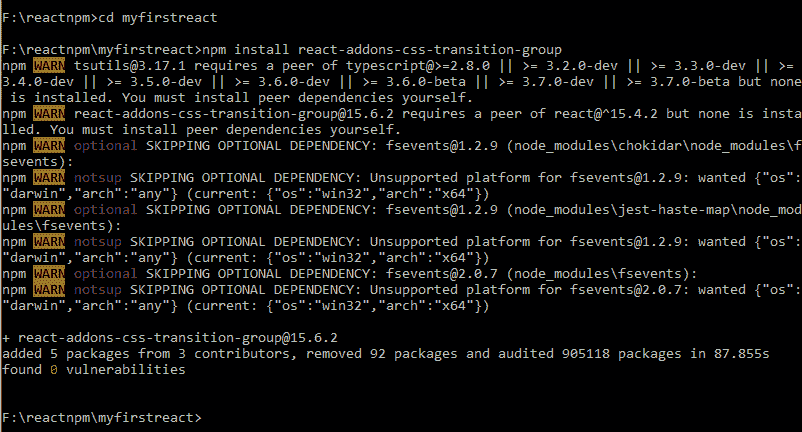 F:\reactnpm>cd myfirstreact
F:\reactnpm\myfirstreact>npm install react-addons-css-transition-group
npm WARN tsutils@3.17.1 requires a peer of typescript@>=2.8.0 || >= 3.2.0-dev || >= 3.3.0-dev || >=
3.4.0-dev || >= 3.5.0-dev || >= 3.6.0-dev || >= 3.6.0-beta || >= 3.7.0-dev || >= 3.7.0-beta but none
is installed. You must install peer dependencies yourself.
npm WARN react-addons-css-transition-group@15.6.2 requires a peer of react@^15.4.2 but none is insta
lled. You must install peer dependencies yourself.
npm WARN optional SKIPPING OPTIONAL DEPENDENCY: fsevents@1.2.9 (node_modules\chokidar\node_modules\f
sevents):
npm WARN notsup SKIPPING OPTIONAL DEPENDENCY: Unsupported platform for fsevents@1.2.9: wanted {"os":
"darwin","arch":"any"} (current: {"os":"win32","arch":"x64"})
npm WARN optional SKIPPING OPTIONAL DEPENDENCY: fsevents@1.2.9 (node_modules\jest-haste-map\node_mod
ules\fsevents):
npm WARN notsup SKIPPING OPTIONAL DEPENDENCY: Unsupported platform for fsevents@1.2.9: wanted {"os":
"darwin","arch":"any"} (current: {"os":"win32","arch":"x64"})
npm WARN optional SKIPPING OPTIONAL DEPENDENCY: fsevents@2.0.7 (node_modules\fsevents):
npm WARN notsup SKIPPING OPTIONAL DEPENDENCY: Unsupported platform for fsevents@2.0.7: wanted {"os":
"darwin","arch":"any"} (current: {"os":"win32","arch":"x64"})
+ react-addons-css-transition-group@15.6.2
added 5 packages from 3 contributors, removed 92 packages and audited 905118 packages in 87.855s
found 0 vulnerabilities
F:\reactnpm\myfirstreact>